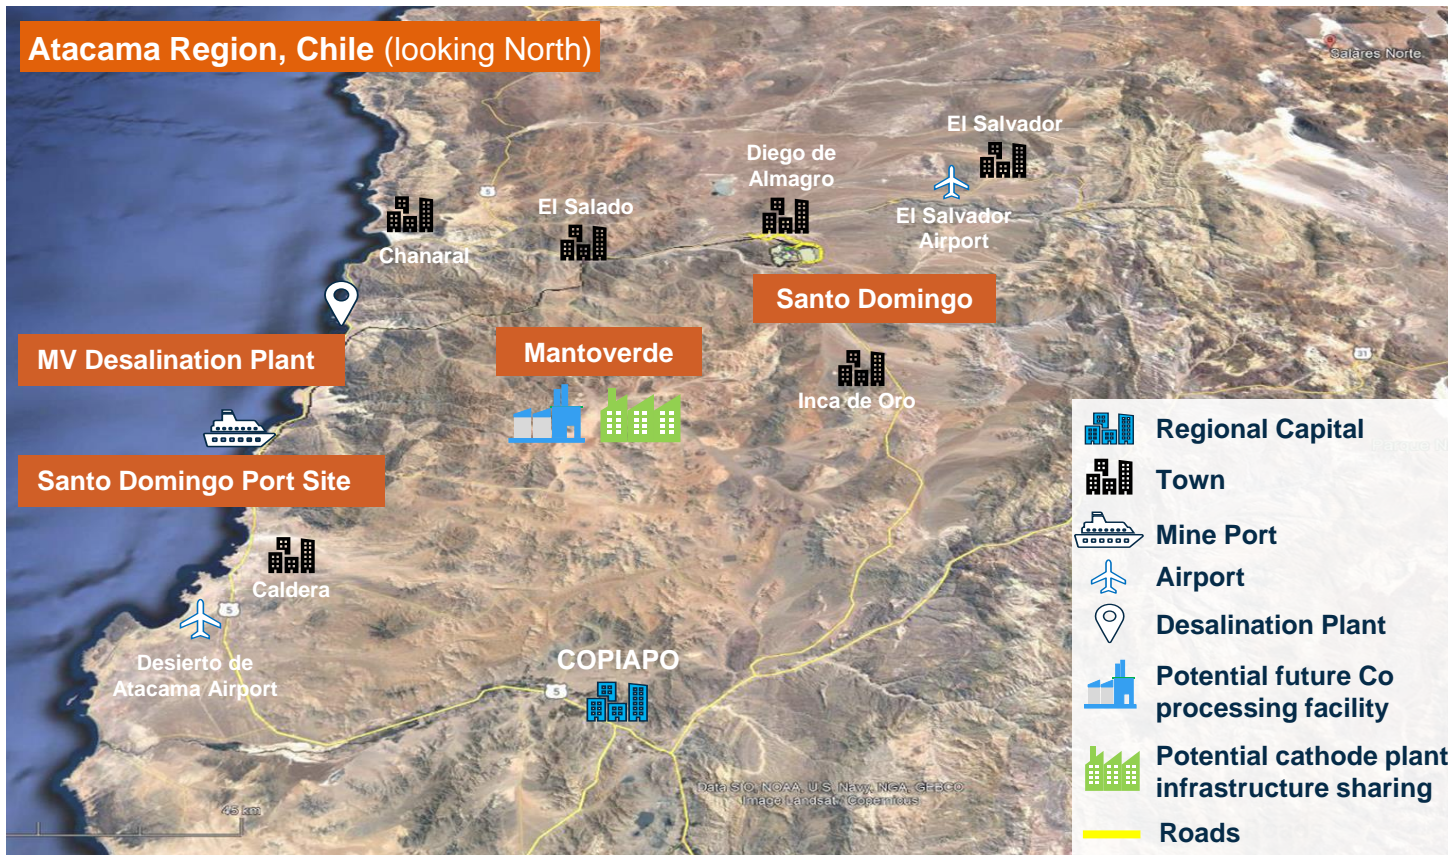 Atacama Region, Chile (looking North)
Salares Norte
El Salvador
Diego de
Almagro
El Salado
El Salvador
Airport
Chanaral
5
Santo Domingo
MV Desalination Plant
Mantoverde
31
Inca de Oro
Santo Domingo Port Site
Caldera
5
Desierto de
Atacama Airport
COPIAPO
5
45 km
Data SIO, NOAA, U.S. Navy, NGA, GEBCO
Image Landsat / Copernicus
Regional Capital
Town
Mine Port
Airport
Desalination Plant
Potential future Co
processing facility
Potential cathode plant
infrastructure sharing
Roads